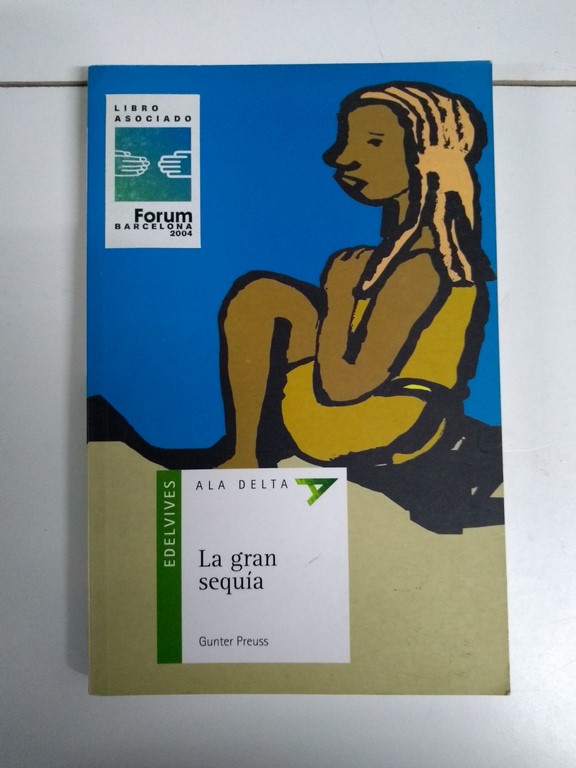 LIBRO
ASOCIADO
Forum
BARCELONA
2004
EDELVIVES
ALA DELTA
La gran
sequía
Gunter Preuss